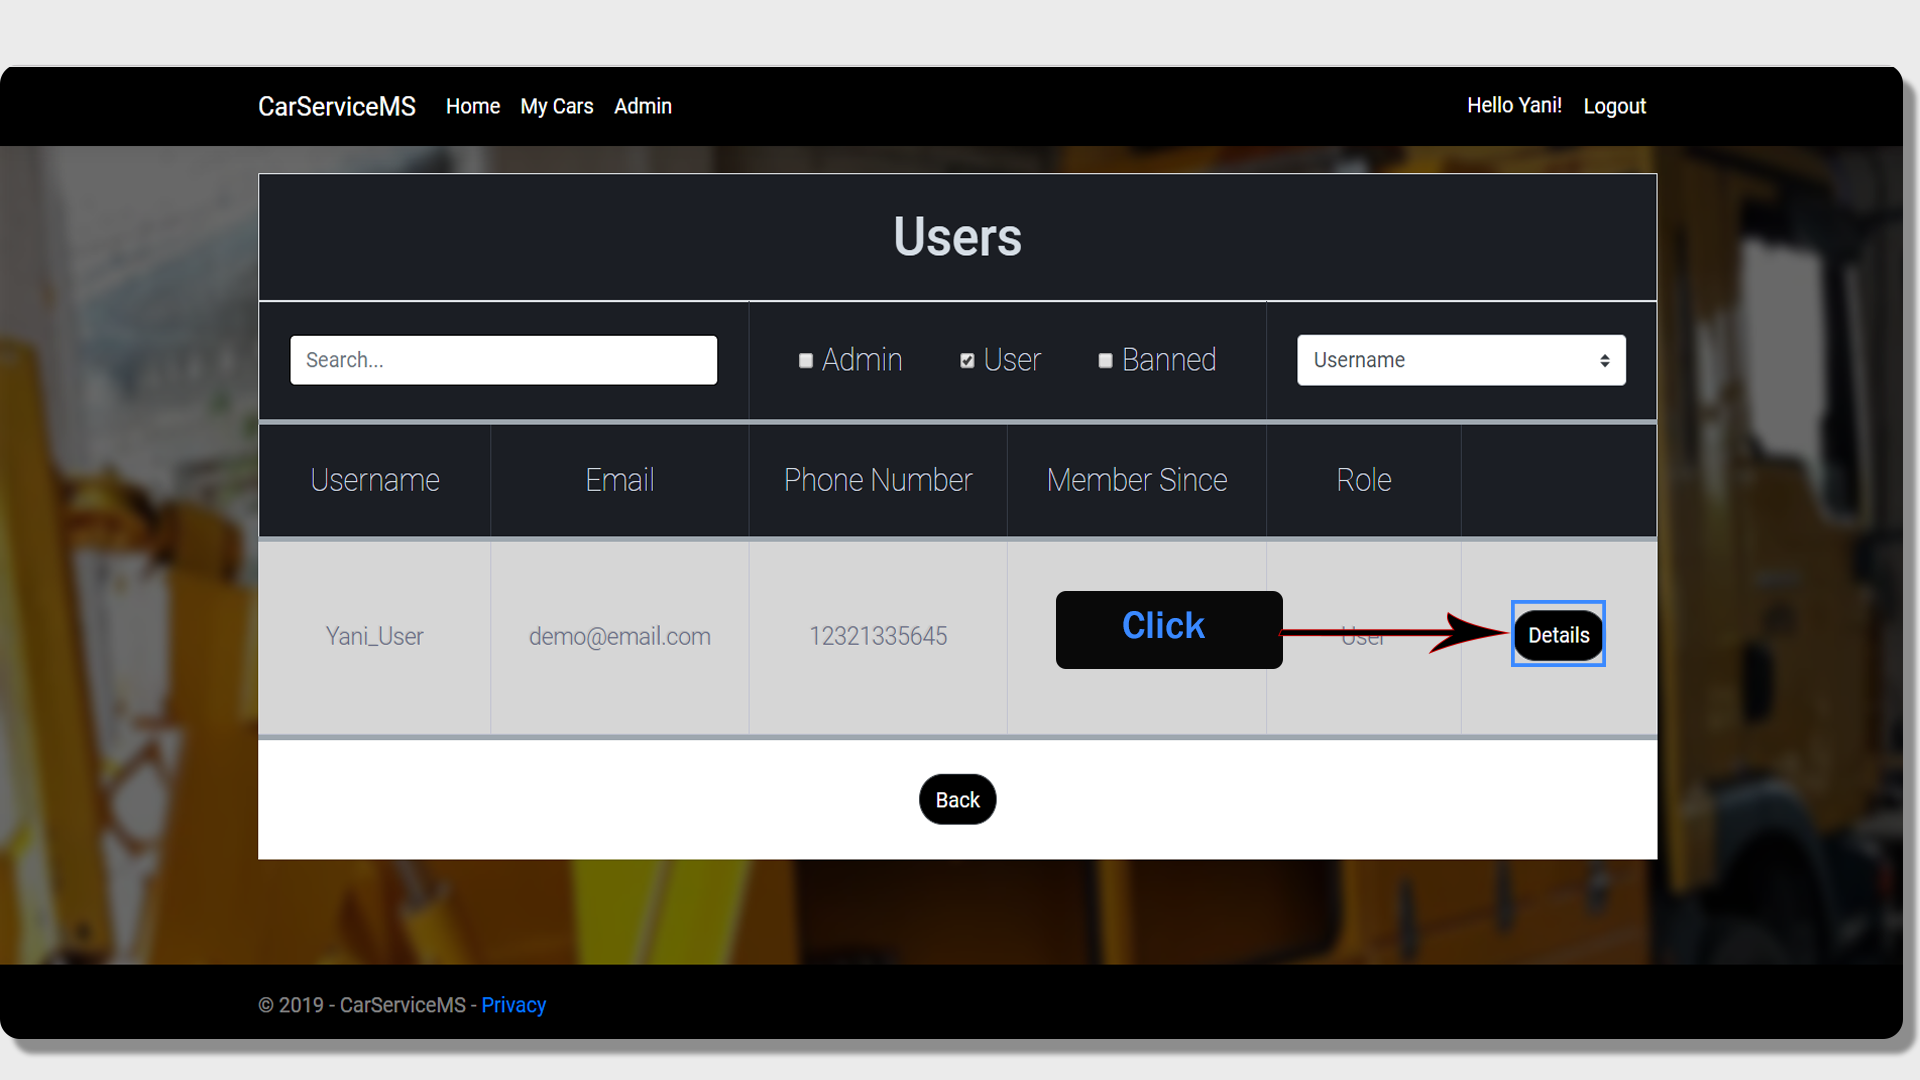 CarServiceMS Home My Cars Admin Hello Yani! Logout
Users
Search... Admin User Banned Username
Username Email Phone Number Member Since Role
Yani_User demo@email.com 12321335645 Click User Details
Back
© 2019 - CarServiceMS - Privacy